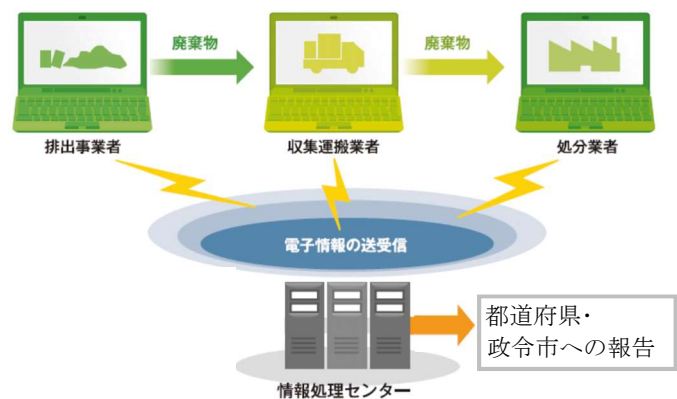 廃棄物
廃棄物
排出事業者
収集運搬業者
処分業者
電子情報の送受信
都道府県・
政令市への報告
情報処理センター